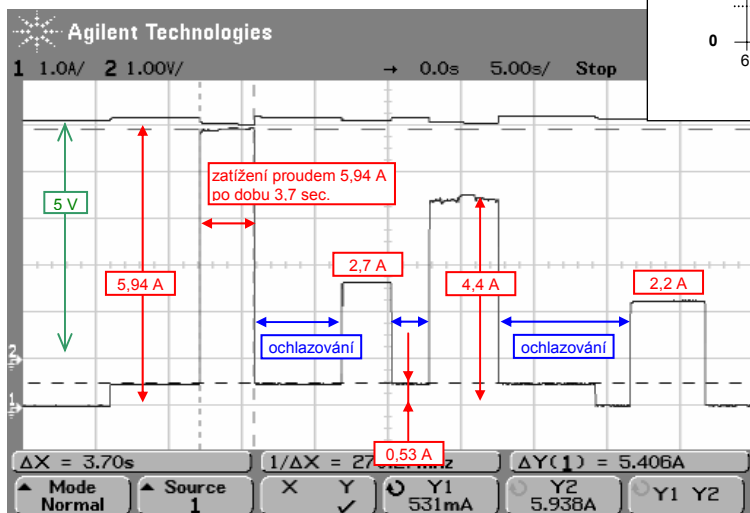 0
6
Agilent Technologies
1 1.0A/ 2 1.00V/ → 0.0s 5.00s/ Stop
zatížení proudem 5,94 A
po dobu 3.7 sec.
5 V
5,94 A
2,7 A
4,4 A
2,2 A
ochlazování
ochlazování
2
1
0,53 A
ΔX = 3.70s
1/ΔX =
ΔY(1) = 5.406A
Mode
Normal
Source
1
X Y
✓
Y1
531mA
Y2
5.938A
Y1 Y2